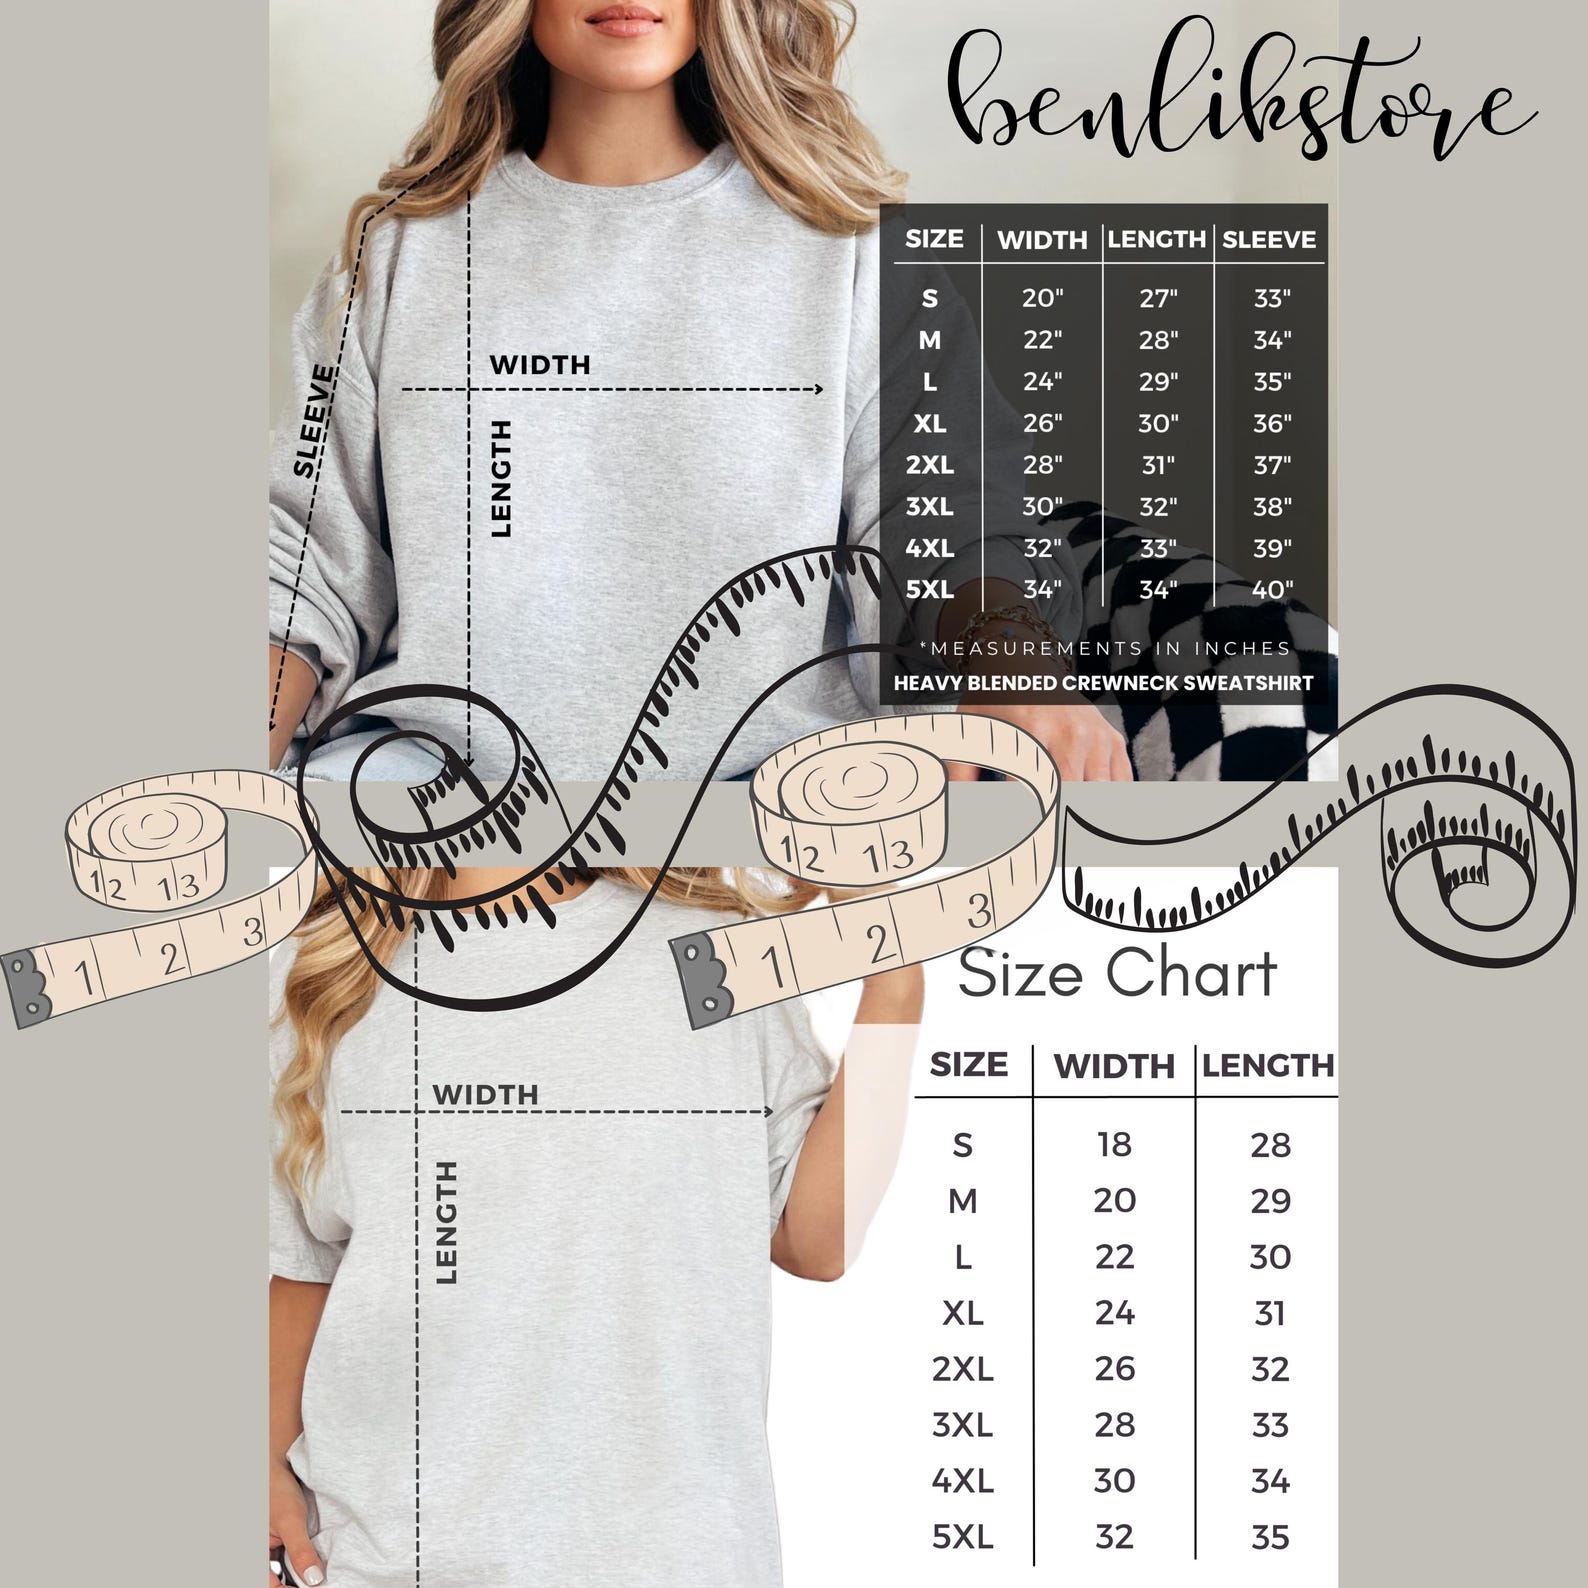 benlikstore
SIZE WIDTH LENGTH SLEEVE
S 20" 27" 33"
M 22" 28" 34"
L 24" 29" 35"
XL 26" 30" 36"
2XL 28" 31" 37"
3XL 30" 32" 38"
4XL 32" 33" 39"
5XL 34" 34" 40"
*MEASUREMENTS IN INCHES
HEAVY BLENDED CREWNECK SWEATSHIRT
WIDTH
LENGTH
SLEEVE
12 13
1 2 3
12 13
1 2 3
Size Chart
SIZE WIDTH LENGTH
S 18 28
M 20 29
L 22 30
XL 24 31
2XL 26 32
3XL 28 33
4XL 30 34
5XL 32 35
WIDTH
LENGTH